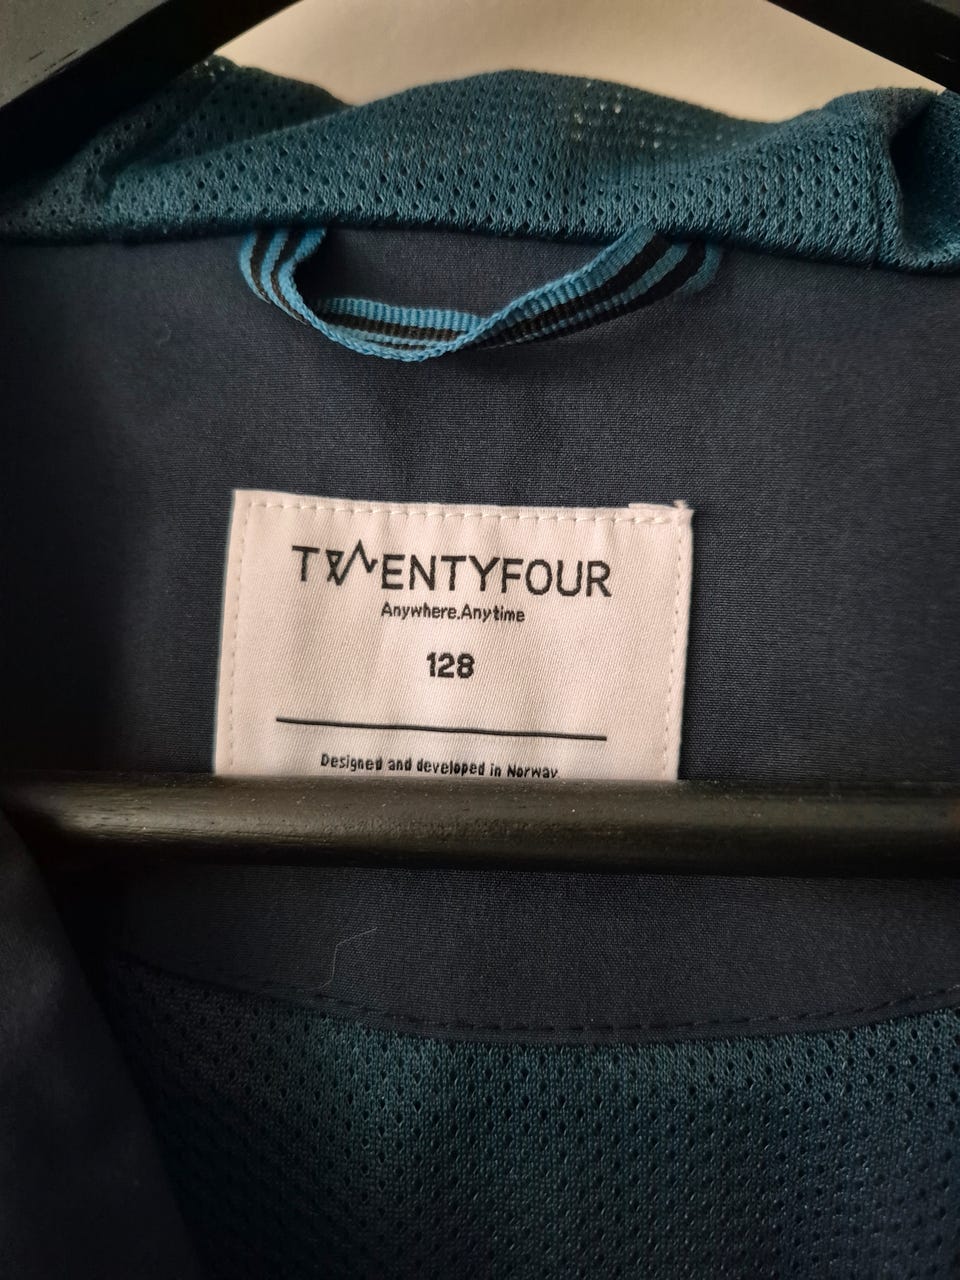 TWENTYFOUR
Anywhere.Anytime
128
Designed and developed in Norway